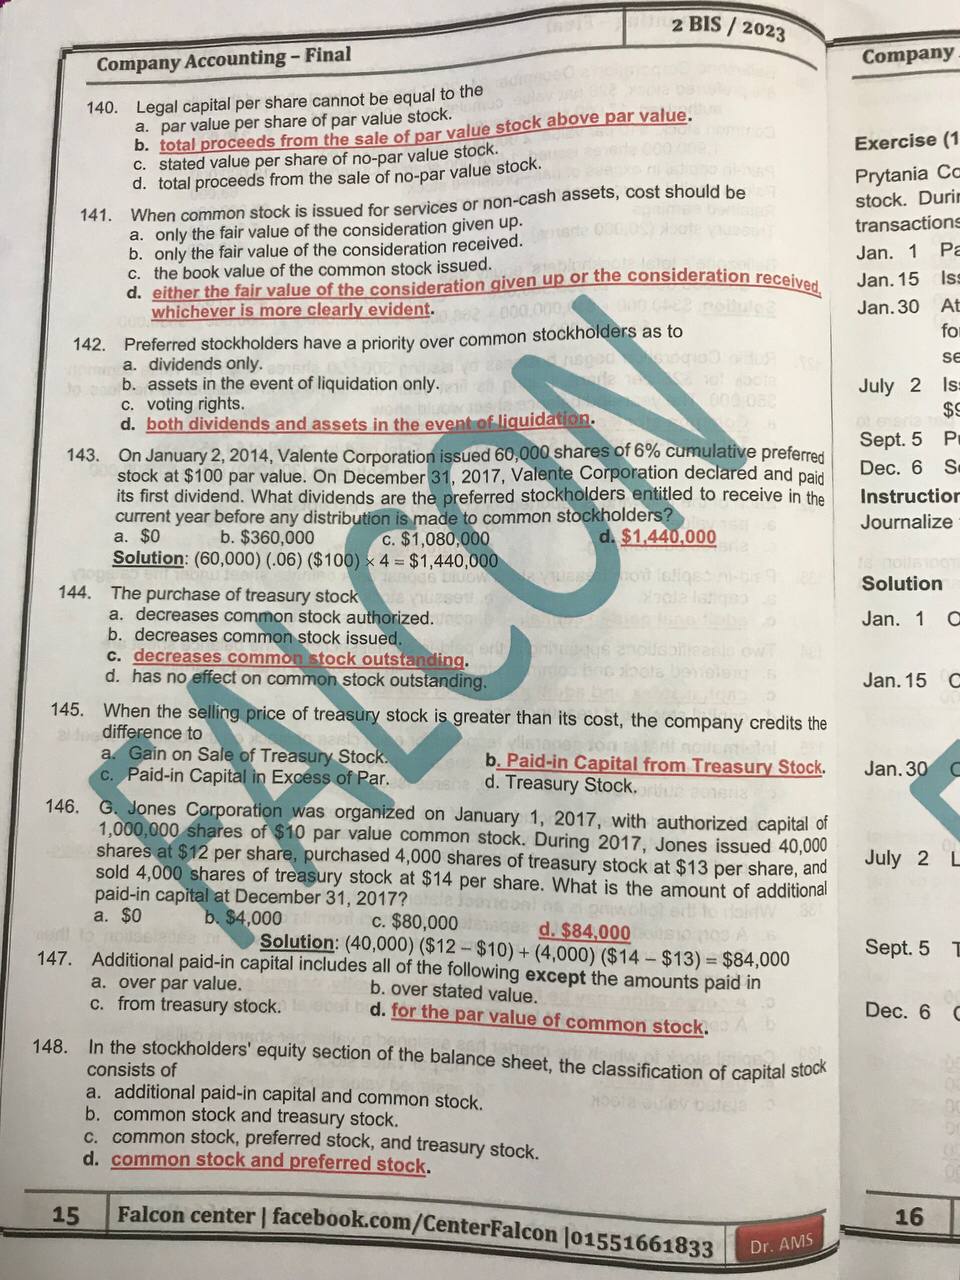 Company Accounting – Final
2 BIS / 2023
140. Legal capital per share cannot be equal to the
a. par value per share of par value stock.
b. total proceeds from the sale of par value stock above par value.
c. stated value per share of no-par value stock.
d. total proceeds from the sale of no-par value stock.
141. When common stock is issued for services or non-cash assets, cost should be
a. only the fair value of the consideration given up.
b. only the fair value of the consideration received.
c. the book value of the common stock issued.
d. either the fair value of the consideration given up or the consideration received,
whichever is more clearly evident.
142. Preferred stockholders have a priority over common stockholders as to
a. dividends only.
b. assets in the event of liquidation only.
c. voting rights.
d. both dividends and assets in the event of liquidation.
143. On January 2, 2014, Valente Corporation issued 60,000 shares of 6% cumulative preferred
stock at $100 par value. On December 31, 2017, Valente Corporation declared and paid
its first dividend. What dividends are the preferred stockholders entitled to receive in the
current year before any distribution is made to common stockholders?
a. $0 b. $360,000 c. $1,080,000 d. $1,440,000
Solution: (60,000) (.06) ($100) × 4 = $1,440,000
144. The purchase of treasury stock
a. decreases common stock authorized.
b. decreases common stock issued.
c. decreases common stock outstanding.
d. has no effect on common stock outstanding.
145. When the selling price of treasury stock is greater than its cost, the company credits the
difference to
a. Gain on Sale of Treasury Stock. b. Paid-in Capital from Treasury Stock.
c. Paid-in Capital in Excess of Par. d. Treasury Stock.
146. G. Jones Corporation was organized on January 1, 2017, with authorized capital of
1,000,000 shares of $10 par value common stock. During 2017, Jones issued 40,000
shares at $12 per share, purchased 4,000 shares of treasury stock at $13 per share, and
sold 4,000 shares of treasury stock at $14 per share. What is the amount of additional
paid-in capital at December 31, 2017?
a. $0 b. $4,000 c. $80,000 d. $84,000
Solution: (40,000) ($12 – $10) + (4,000) ($14 – $13) = $84,000
147. Additional paid-in capital includes all of the following except the amounts paid in
a. over par value. b. over stated value.
c. from treasury stock. d. for the par value of common stock.
148. In the stockholders' equity section of the balance sheet, the classification of capital stock
consists of
a. additional paid-in capital and common stock.
b. common stock and treasury stock.
c. common stock, preferred stock, and treasury stock.
d. common stock and preferred stock.
FALCON
15 Falcon center | facebook.com/CenterFalcon |01551661833 Dr. AMS
Company
Exercise (1
Prytania Co
stock. Durin
transactions
Jan. 1 Pa
Jan. 15 Iss
Jan. 30 At
fo
se
July 2 Is
$9
Sept. 5 P
Dec. 6 S
Instruction
Journalize
Solution
Jan. 1 C
Jan. 15 C
Jan. 30 C
July 2 L
Sept. 5 T
Dec. 6 C
16